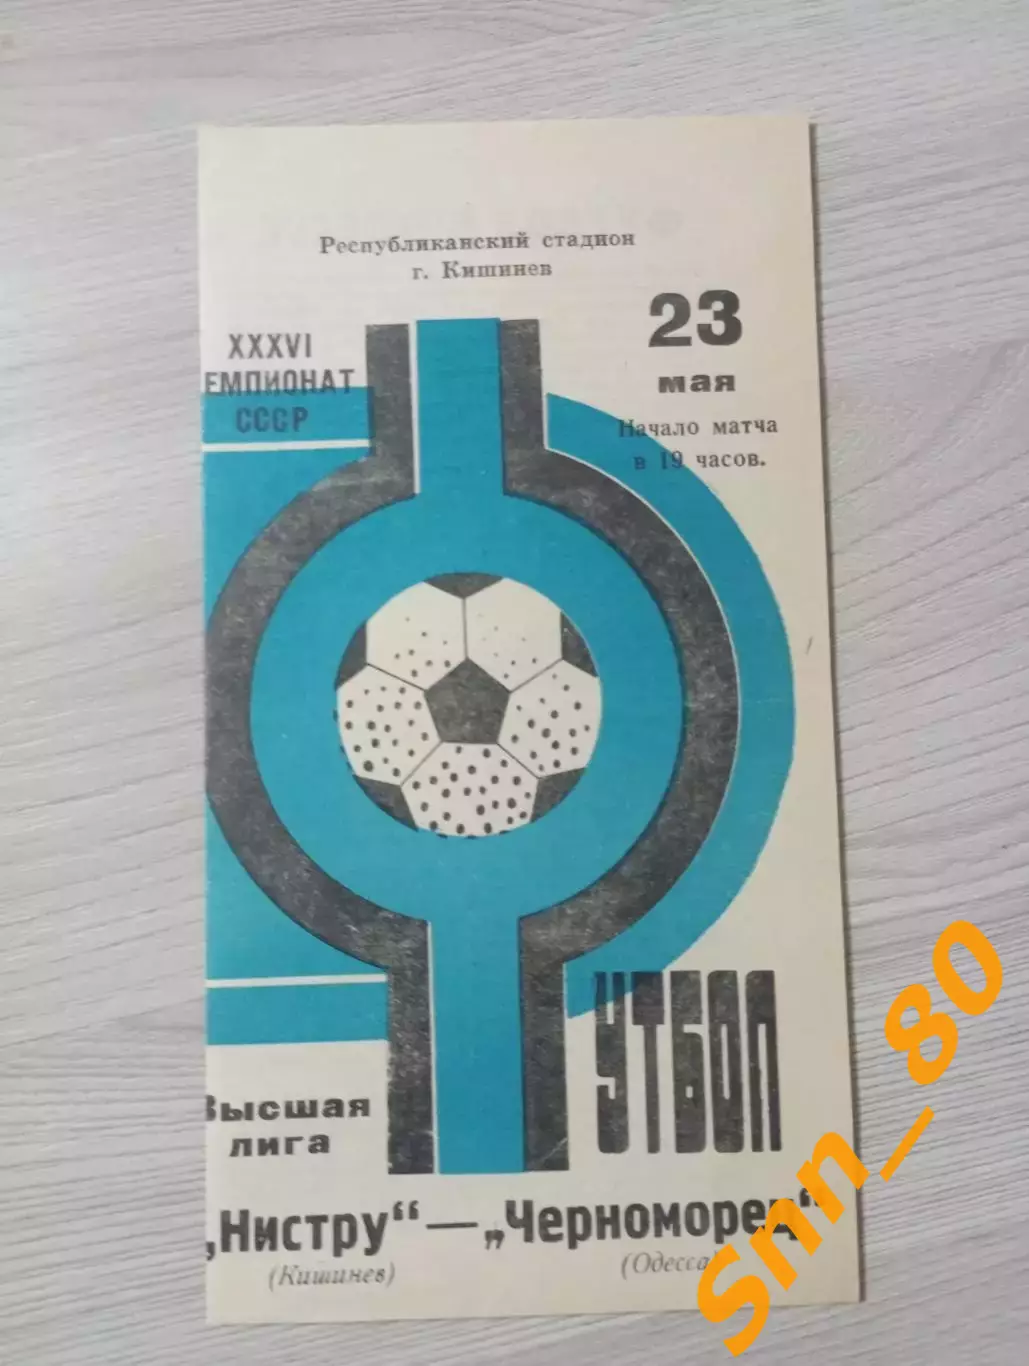 Республиканский стадион
г. Кишинев
23
мая
Начало матча
в 19 часов.
XXXVI
ЕМПИОНАТ
СССР
УТБОЛ
Высшая
лига
„Нистру“ — „Черноморец“
(Кишинев) (Одесса)
snn_80